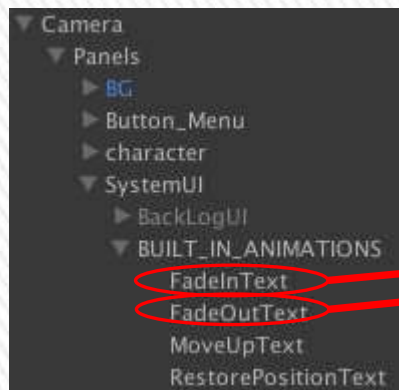 Camera
Panels
BG
Button_Menu
character
SystemUI
BackLogUI
BUILT_IN_ANIMATIONS
FadeInText
FadeOutText
MoveUpText
RestorePositionText